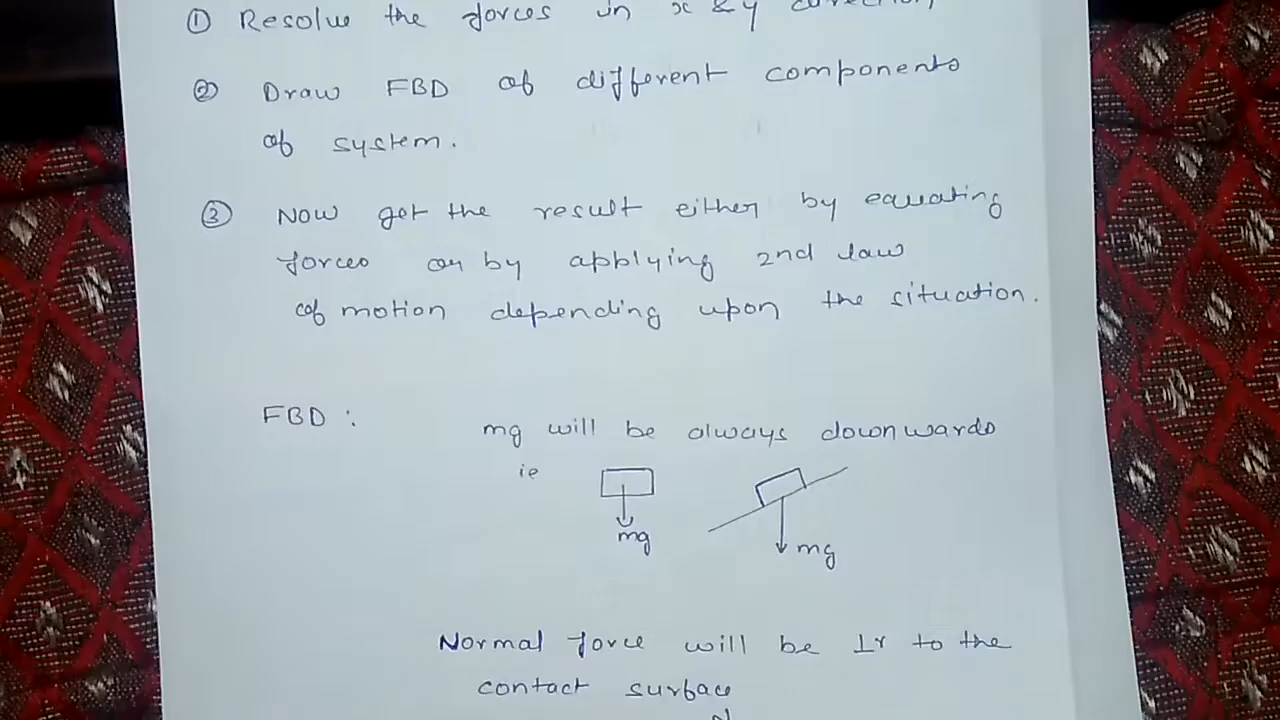 ① Resolve the forces in x & y direction
② Draw FBD of different components
of system.
③ Now get the result either by equating
forces or by applying 2nd law
of motion depending upon the situation.
FBD : mg will be always downwards
ie
mg
mg
Normal force will be ⊥r to the
contact surface
N